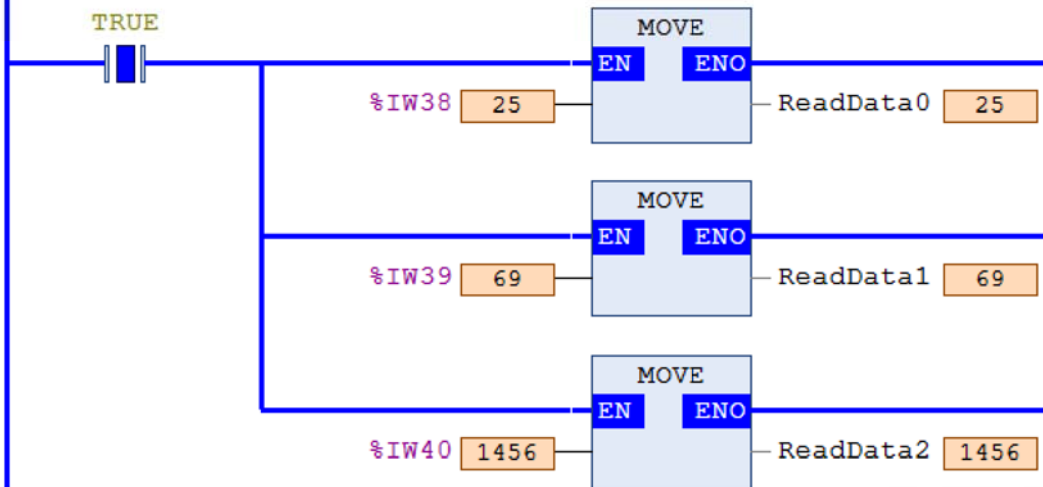 TRUE
MOVE
EN ENO
%IW38 25 ReadData0 25
MOVE
EN ENO
%IW39 69 ReadData1 69
MOVE
EN ENO
%IW40 1456 ReadData2 1456